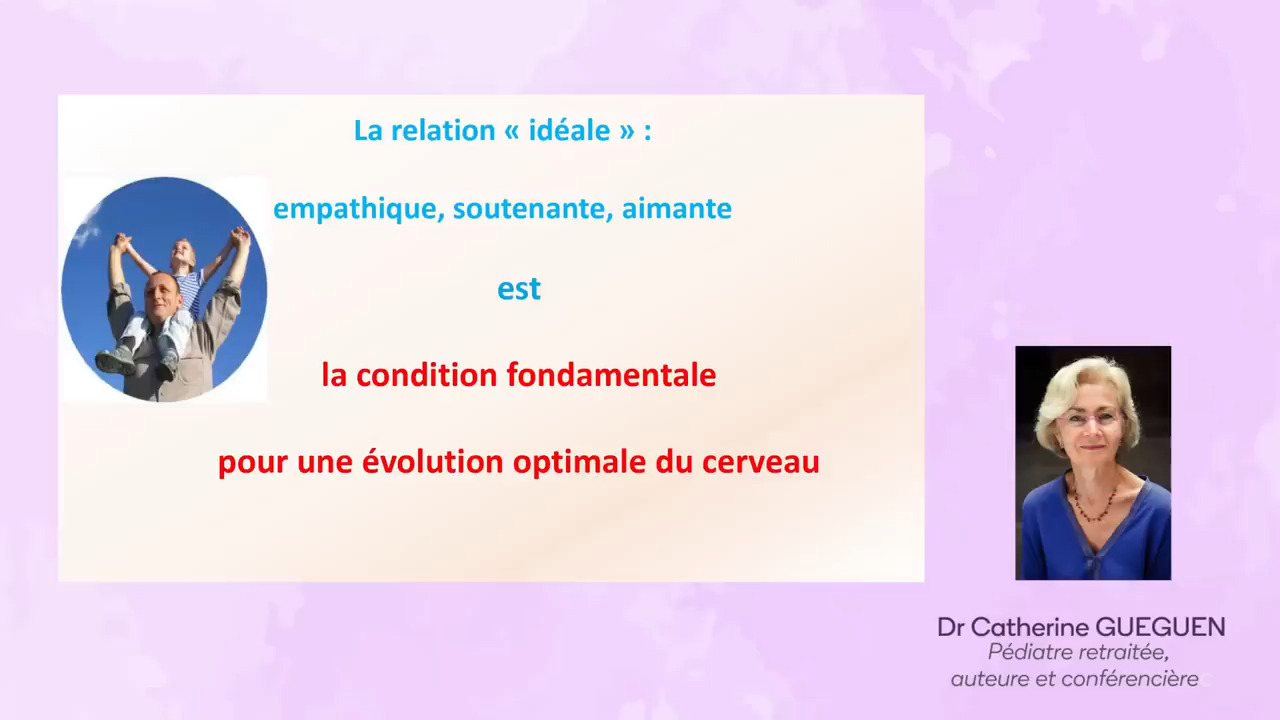 La relation « idéale » :
empathique, soutenante, aimante
est
la condition fondamentale
pour une évolution optimale du cerveau
Dr Catherine GUEGUEN
Pédiatre retraitée,
auteure et conférencière